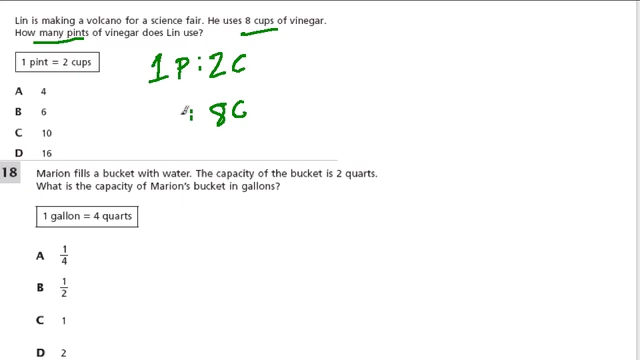 Lin is making a volcano for a science fair. He uses 8 cups of vinegar.
How many pints of vinegar does Lin use?
1 pint = 2 cups
1 P : 2 C
: 8 C
A 4
B 6
C 10
D 16
18 Marion fills a bucket with water. The capacity of the bucket is 2 quarts.
What is the capacity of Marion's bucket in gallons?
1 gallon = 4 quarts
A 1/4
B 1/2
C 1
D 2